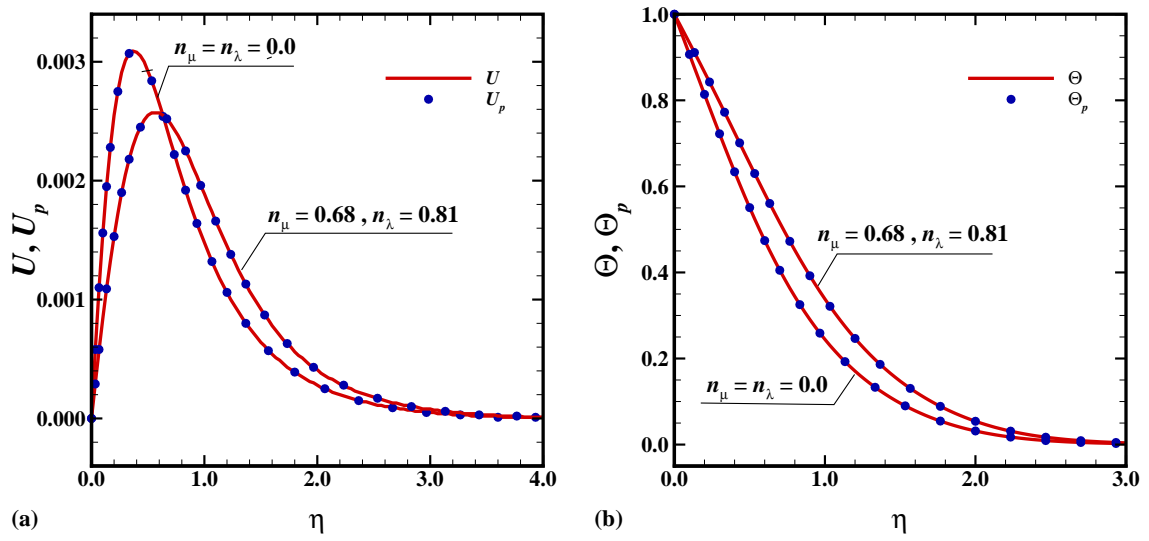 U, U_p
0.003
0.002
0.001
0.000
n_μ = n_λ = 0.0
U
U_p
n_μ = 0.68 , n_λ = 0.81
0.0 1.0 2.0 3.0 4.0
(a) η
Θ, Θ_p
1.0
0.8
0.6
0.4
0.2
0.0
Θ
Θ_p
n_μ = 0.68 , n_λ = 0.81
n_μ = n_λ = 0.0
0.0 1.0 2.0 3.0
(b) η